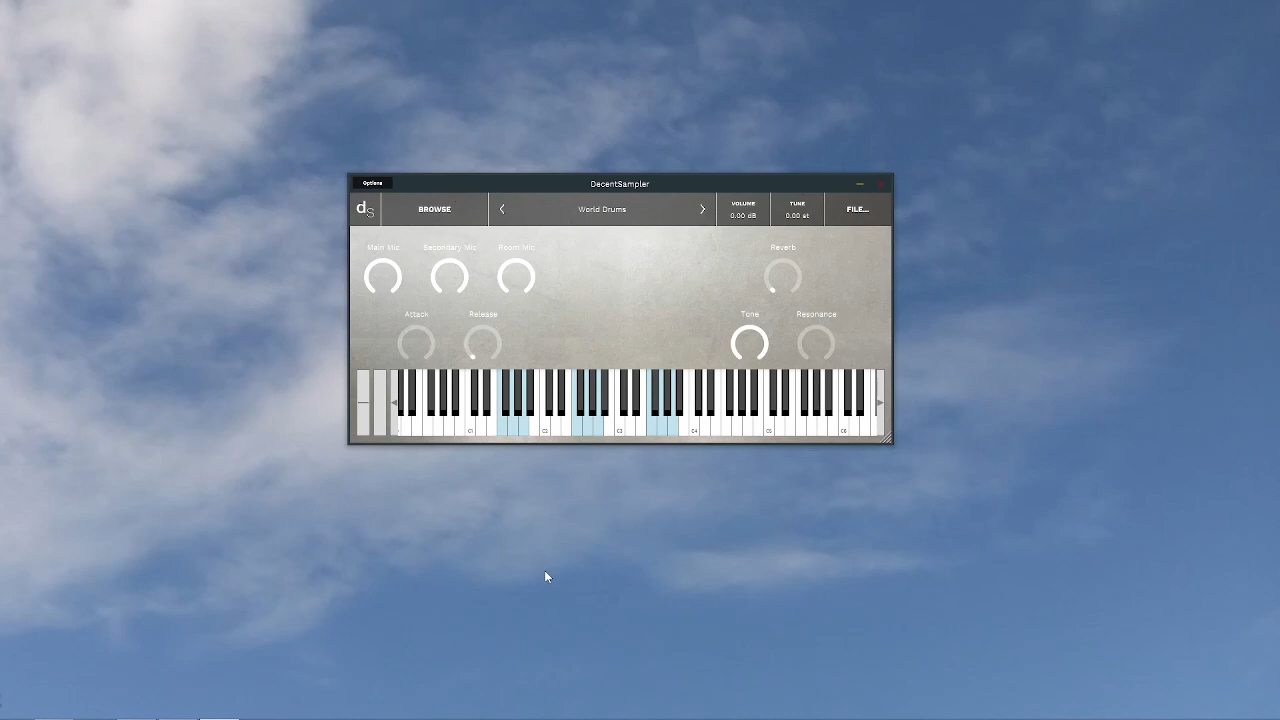 Options
DecentSampler
dS
BROWSE
World Drums
VOLUME
0.00 dB
TUNE
0.00 st
FILE...
Main Mic
Secondary Mic
Room Mic
Reverb
Attack
Release
Tone
Resonance
C1
C2
C3
C4
C5
C6